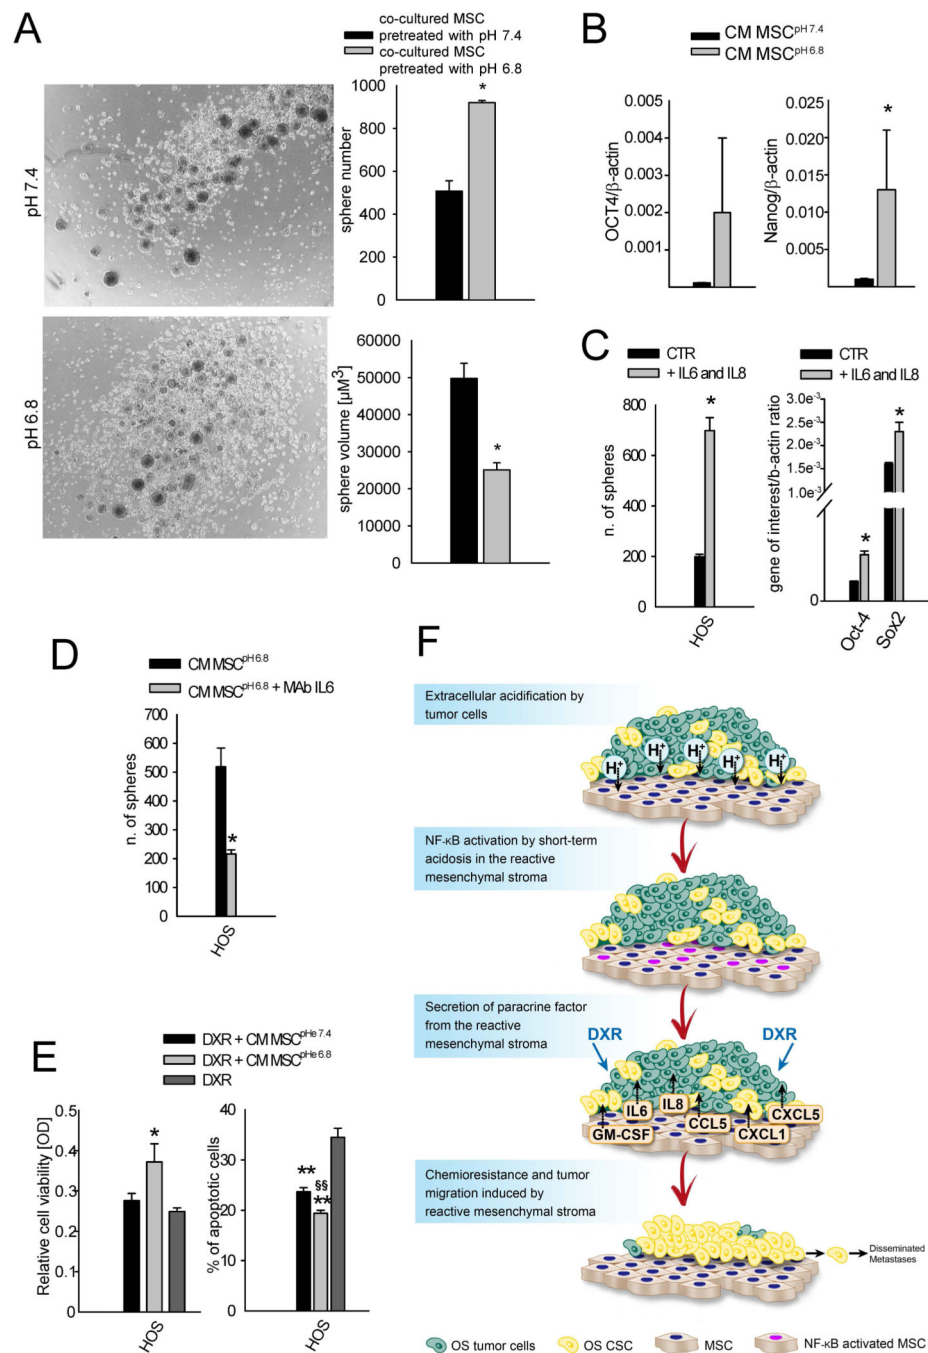 A
co-cultured MSC
pretreated with pH 7.4
co-cultured MSC
pretreated with pH 6.8
pH 7.4
sphere number
1000
800
600
400
200
0
*
pH 6.8
sphere volume [µM³]
60000
50000
40000
30000
20000
10000
0
*
B
CM MSC^pH 7.4
CM MSC^pH 6.8
OCT4/β-actin
0.005
0.004
0.003
0.002
0.001
Nanog/β-actin
0.025
0.020
0.015
0.010
0.005
*
C
CTR
+ IL6 and IL8
n. of spheres
800
600
400
200
0
*
HOS
CTR
+ IL6 and IL8
gene of interest/b-actin ratio
3.0e-3
2.5e-3
2.0e-3
1.5e-3
1.0e-3
0
*
*
Oct-4
Sox2
D
CM MSC^pH 6.8
CM MSC^pH 6.8 + MAb IL6
n. of spheres
700
600
500
400
300
200
100
0
*
HOS
E
DXR + CM MSC^pHe 7.4
DXR + CM MSC^pHe 6.8
DXR
Relative cell viability [OD]
0.5
0.4
0.3
0.2
0.1
0
*
HOS
% of apoptotic cells
40
30
20
10
0
**
§§
**
HOS
F
Extracellular acidification by
tumor cells
H+ H+ H+ H+ H+
NF-κB activation by short-term
acidosis in the reactive
mesenchymal stroma
Secretion of paracrine factor
from the reactive
mesenchymal stroma
DXR
DXR
IL6
IL8
CXCL5
GM-CSF
CCL5
CXCL1
Chemioresistance and tumor
migration induced by
reactive mesenchymal stroma
Disseminated
Metastases
OS tumor cells
OS CSC
MSC
NF-κB activated MSC